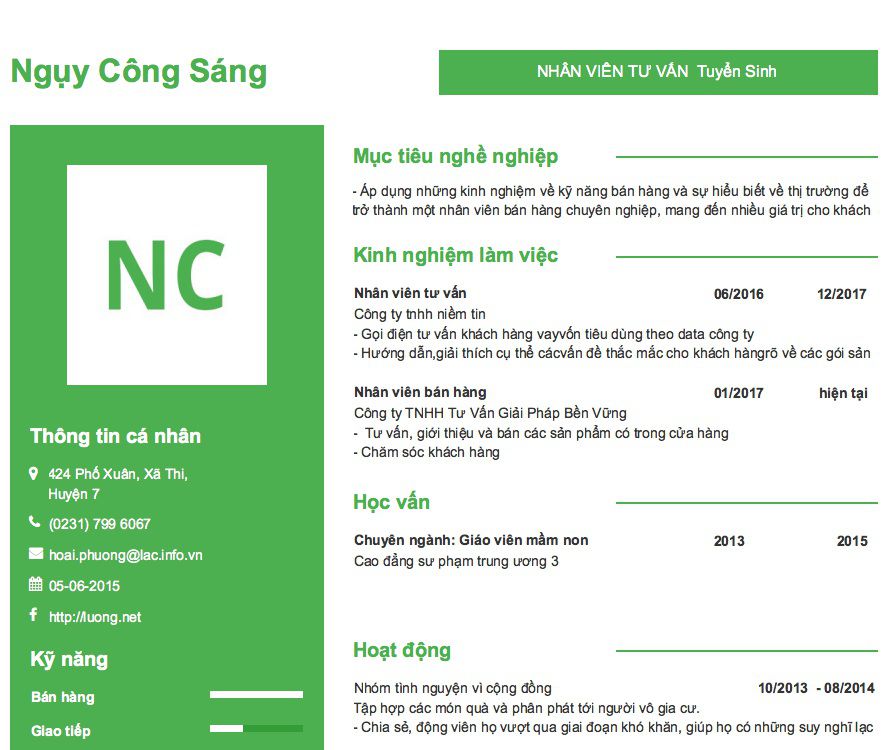 Ngụy Công Sáng
NHÂN VIÊN TƯ VẤN Tuyển Sinh
NC
Thông tin cá nhân
424 Phố Xuân, Xã Thi,
Huyện 7
(0231) 799 6067
hoai.phuong@lac.info.vn
05-06-2015
http://luong.net
Kỹ năng
Bán hàng
Giao tiếp
Mục tiêu nghề nghiệp
- Áp dụng những kinh nghiệm về kỹ năng bán hàng và sự hiểu biết về thị trường để
trở thành một nhân viên bán hàng chuyên nghiệp, mang đến nhiều giá trị cho khách
Kinh nghiệm làm việc
Nhân viên tư vấn 06/2016 12/2017
Công ty tnhh niềm tin
- Gọi điện tư vấn khách hàng vayvốn tiêu dùng theo data công ty
- Hướng dẫn,giải thích cụ thể cácvấn đề thắc mắc cho khách hàngrõ về các gói sản
Nhân viên bán hàng 01/2017 hiện tại
Công ty TNHH Tư Vấn Giải Pháp Bền Vững
- Tư vấn, giới thiệu và bán các sản phẩm có trong cửa hàng
- Chăm sóc khách hàng
Học vấn
Chuyên ngành: Giáo viên mầm non 2013 2015
Cao đẳng sư phạm trung ương 3
Hoạt động
Nhóm tình nguyện vì cộng đồng 10/2013 - 08/2014
Tập hợp các món quà và phân phát tới người vô gia cư.
- Chia sẻ, động viên họ vượt qua giai đoạn khó khăn, giúp họ có những suy nghĩ lạc